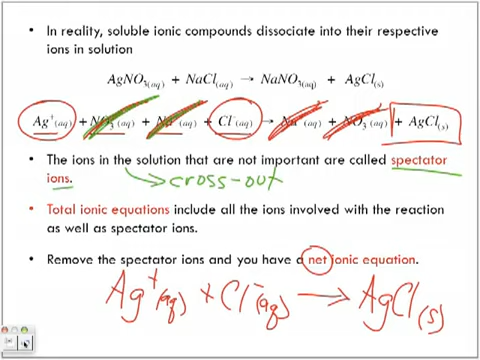 In reality, soluble ionic compounds dissociate into their respective
ions in solution
AgNO₃(aq) + NaCl(aq) → NaNO₃(aq) + AgCl(s)
Ag⁺(aq) + NO₃⁻(aq) + Na⁺(aq) + Cl⁻(aq) → Na⁺(aq) + NO₃⁻(aq) + AgCl(s)
The ions in the solution that are not important are called spectator
ions.
cross-out
Total ionic equations include all the ions involved with the reaction
as well as spectator ions.
Remove the spectator ions and you have a net ionic equation.
Ag⁺(aq) + Cl⁻(aq) → AgCl(s)